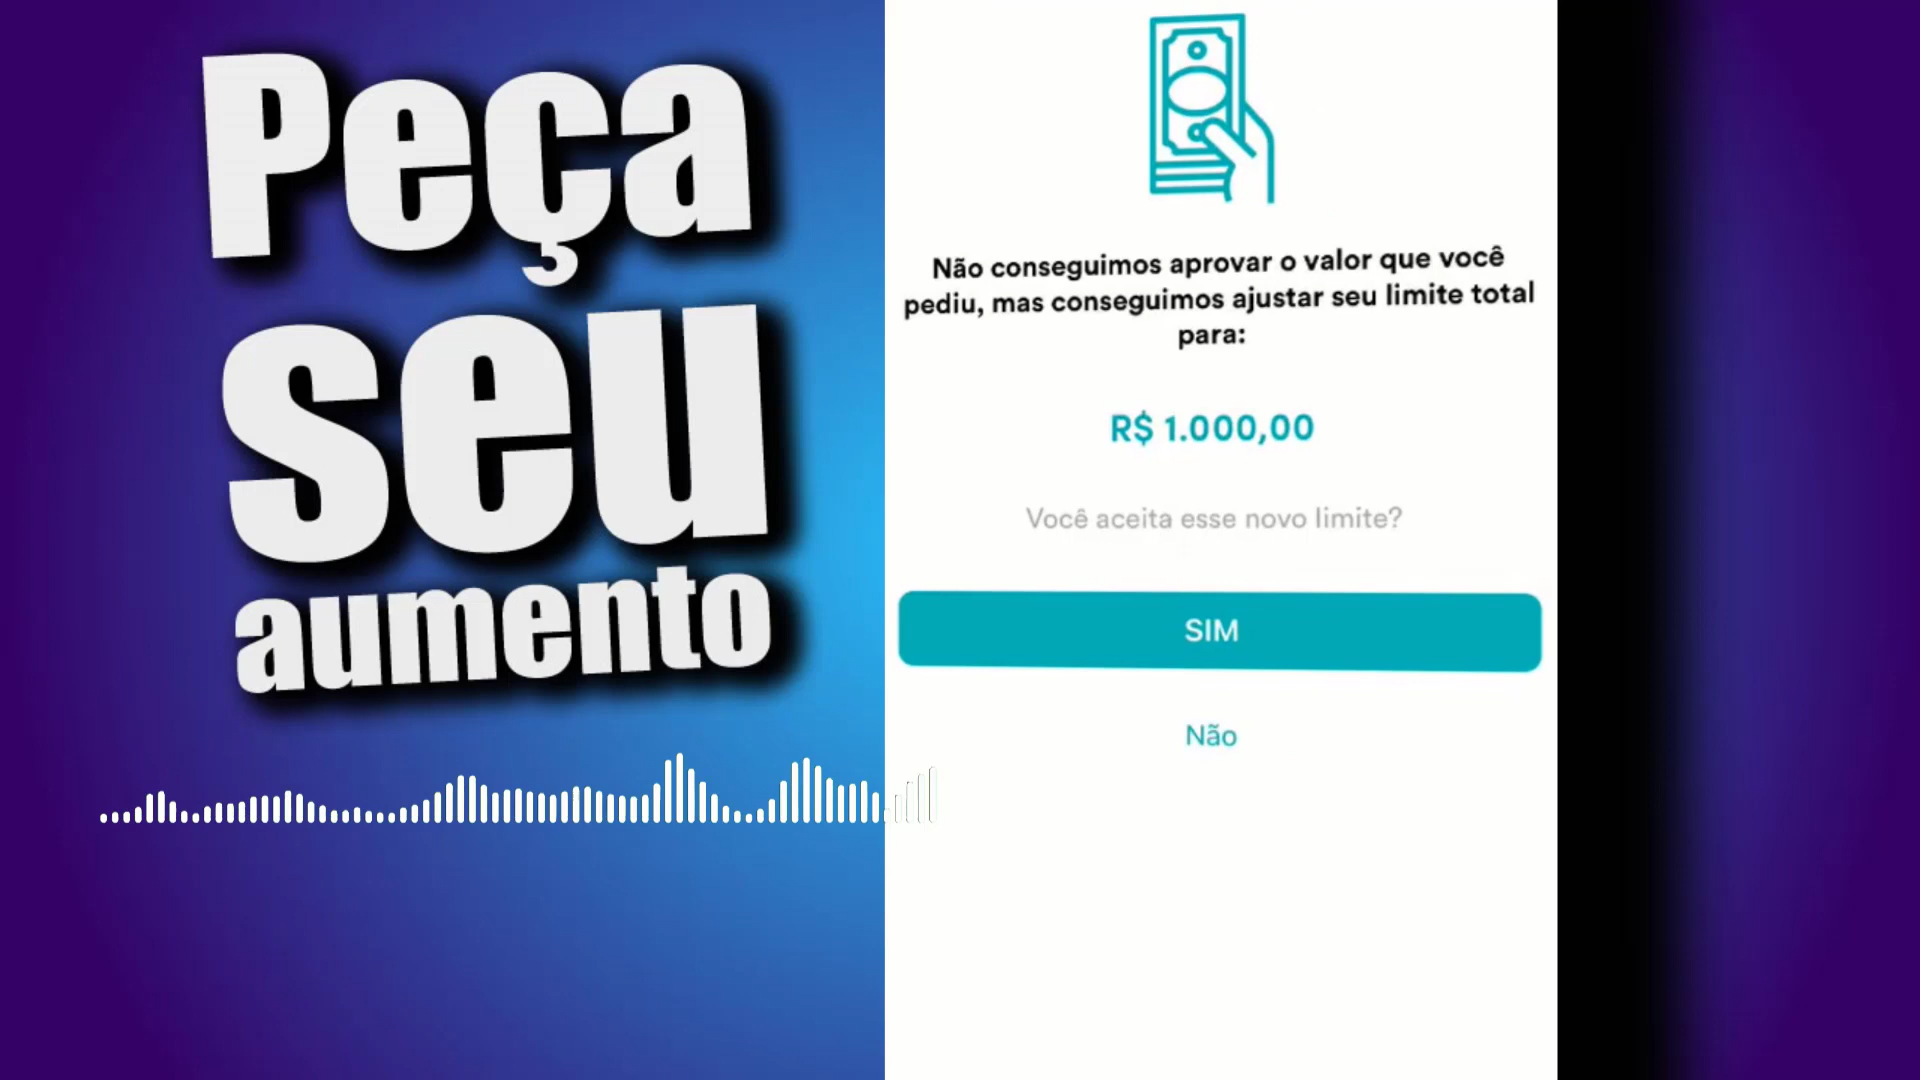 Peça
seu
aumento
Não conseguimos aprovar o valor que você
pediu, mas conseguimos ajustar seu limite total
para:
R$ 1.000,00
Você aceita esse novo limite?
SIM
Não